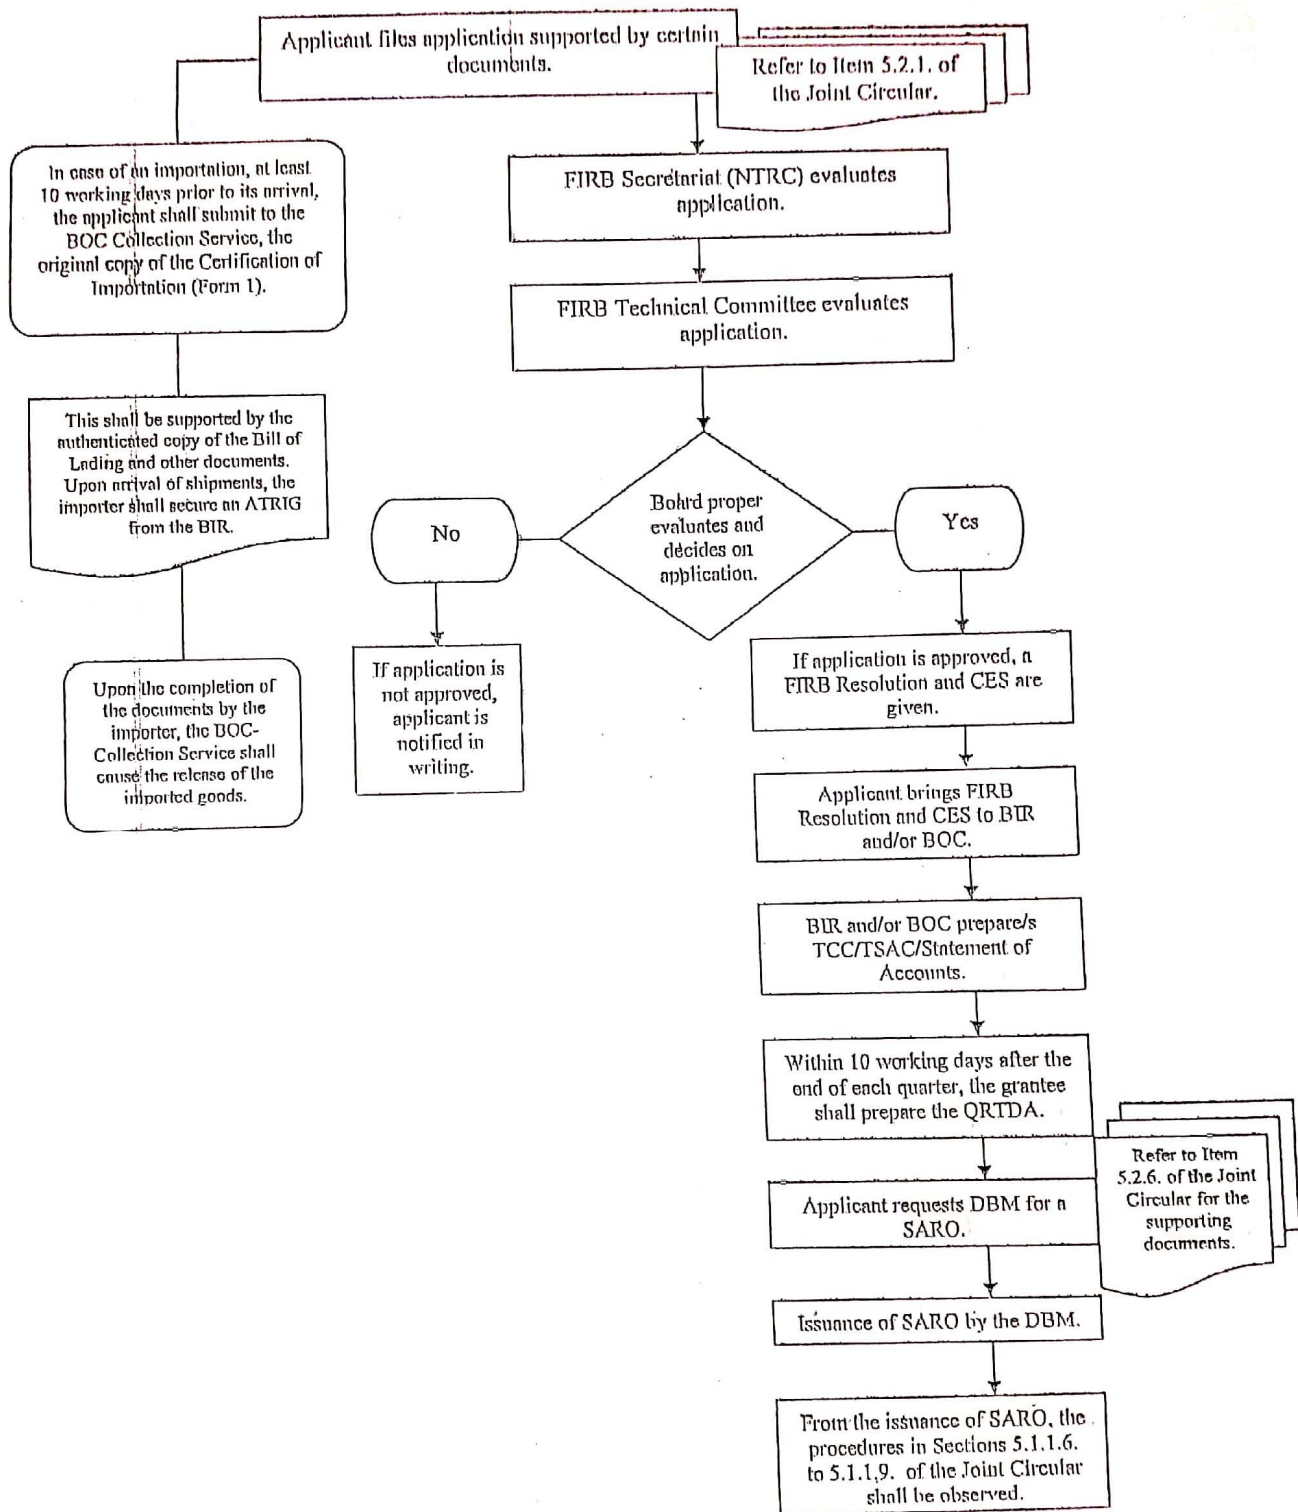 Applicant files application supported by certain
documents.
Refer to Item 5.2.1. of
the Joint Circular.
In case of an importation, at least
10 working days prior to its arrival,
the applicant shall submit to the
BOC Collection Service, the
original copy of the Certification of
Importation (Form 1).
FIRB Secretariat (NTRC) evaluates
application.
FIRB Technical Committee evaluates
application.
This shall be supported by the
authenticated copy of the Bill of
Lading and other documents.
Upon arrival of shipments, the
importer shall secure an ATRIG
from the BIR.
No
Board proper
evaluates and
decides on
application.
Yes
Upon the completion of
the documents by the
importer, the BOC-
Collection Service shall
cause the release of the
imported goods.
If application is
not approved,
applicant is
notified in
writing.
If application is approved, a
FIRB Resolution and CES are
given.
Applicant brings FIRB
Resolution and CES to BIR
and/or BOC.
BIR and/or BOC prepare/s
TCC/TSAC/Statement of
Accounts.
Within 10 working days after the
end of each quarter, the grantee
shall prepare the QRTDA.
Refer to Item
5.2.6. of the Joint
Circular for the
supporting
documents.
Applicant requests DBM for a
SARO.
Issuance of SARO by the DBM.
From the issuance of SARO, the
procedures in Sections 5.1.1.6.
to 5.1.1.9. of the Joint Circular
shall be observed.